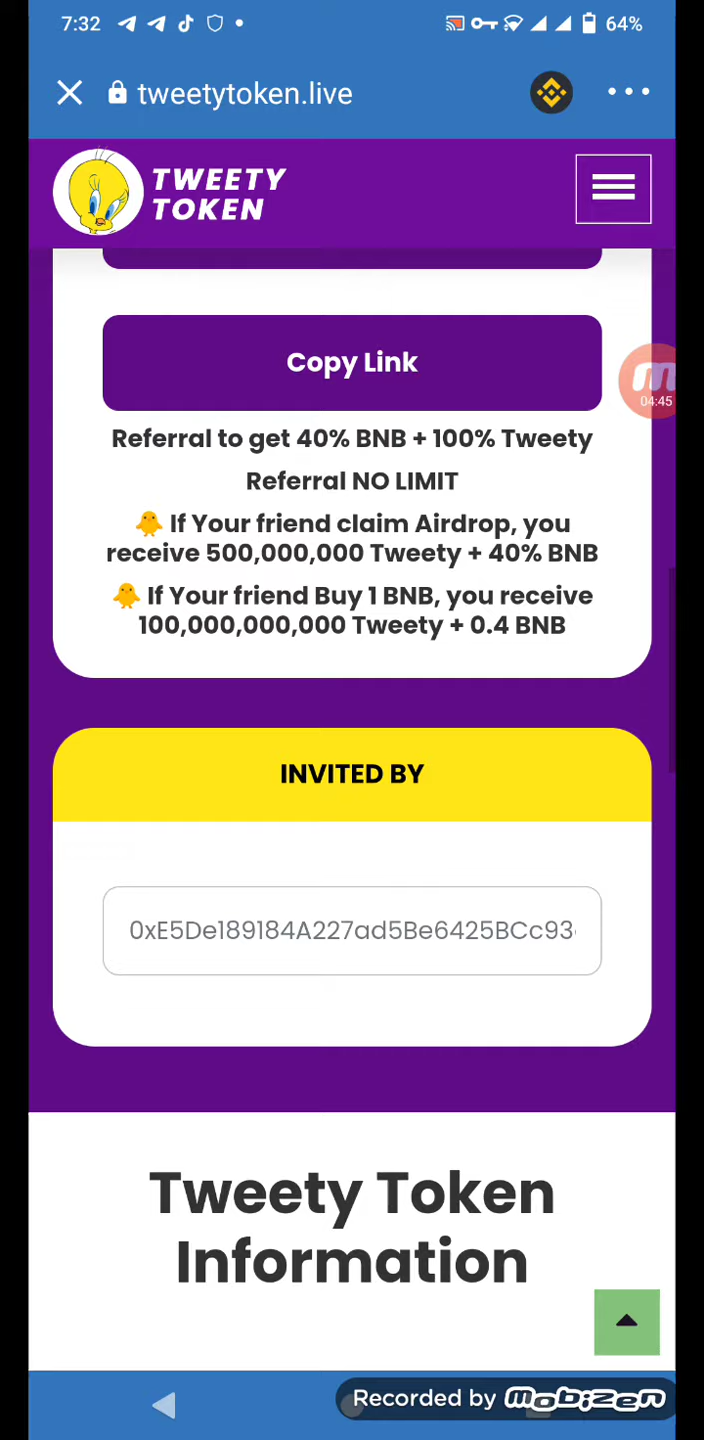 7:32
64%
tweetytoken.live
TWEETY
TOKEN
Copy Link
04:45
Referral to get 40% BNB + 100% Tweety
Referral NO LIMIT
🐥 If Your friend claim Airdrop, you
receive 500,000,000 Tweety + 40% BNB
🐥 If Your friend Buy 1 BNB, you receive
100,000,000,000 Tweety + 0.4 BNB
INVITED BY
0xE5De189184A227ad5Be6425BCc93
Tweety Token
Information
Recorded by mobizen